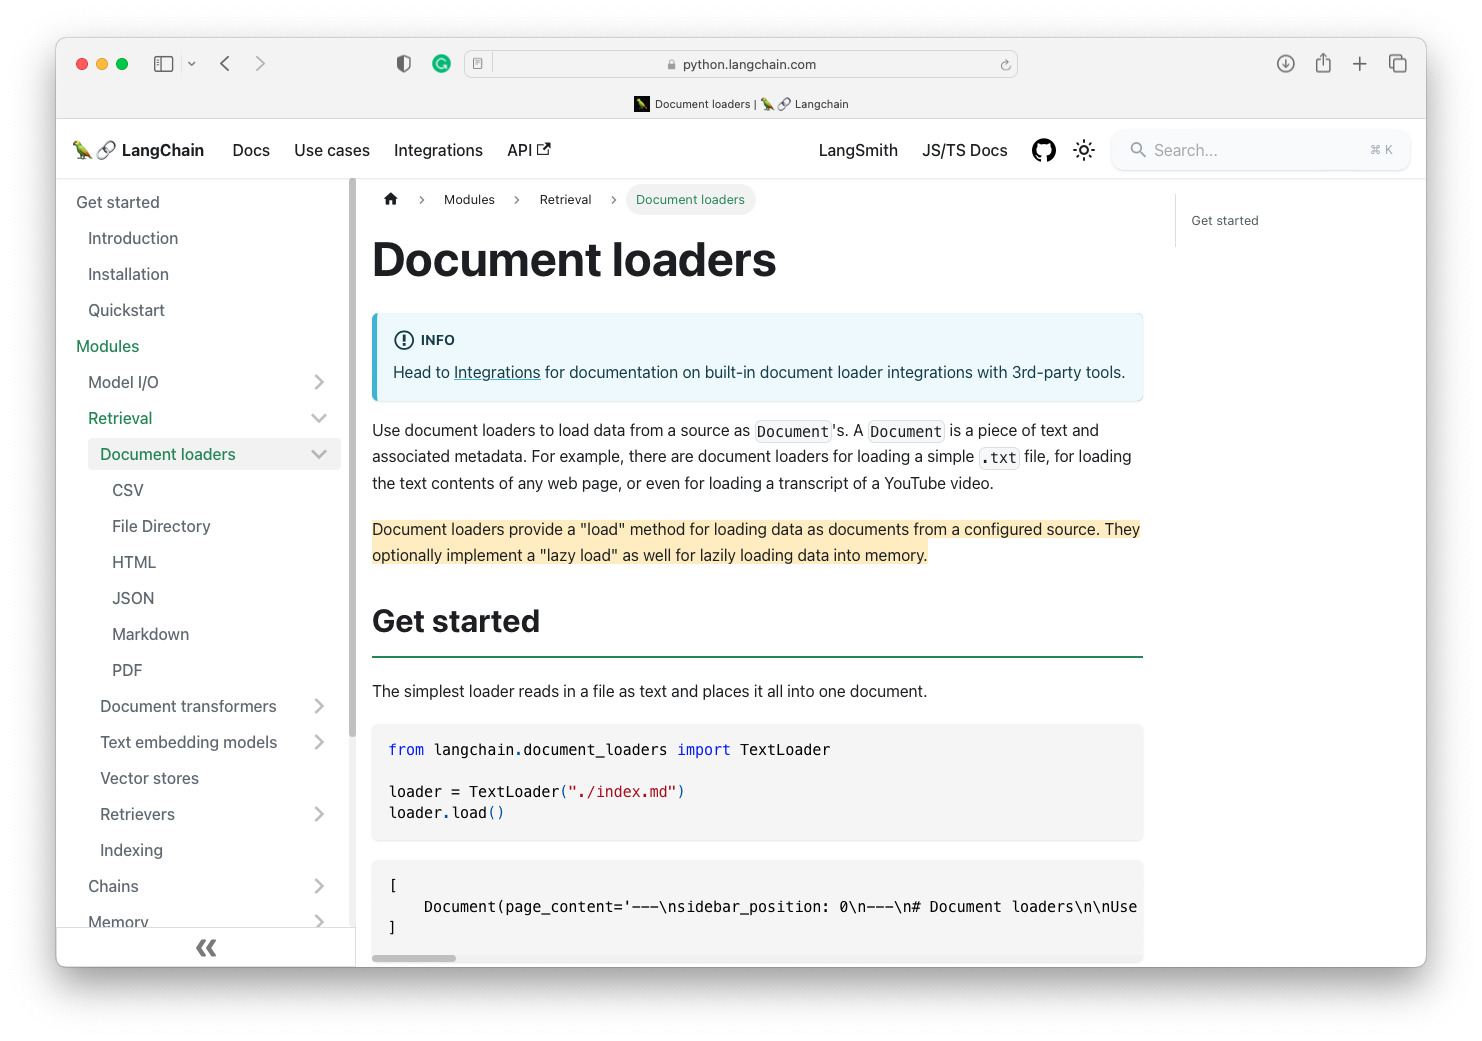 python.langchain.com
Document loaders | 🦜🔗 Langchain
🦜🔗 LangChain Docs Use cases Integrations API LangSmith JS/TS Docs Search... ⌘ K
Get started
Introduction
Installation
Quickstart
Modules
Model I/O
Retrieval
Document loaders
CSV
File Directory
HTML
JSON
Markdown
PDF
Document transformers
Text embedding models
Vector stores
Retrievers
Indexing
Chains
Memory
Modules Retrieval Document loaders
Document loaders
INFO
Head to Integrations for documentation on built-in document loader integrations with 3rd-party tools.
Use document loaders to load data from a source as Document's. A Document is a piece of text and
associated metadata. For example, there are document loaders for loading a simple .txt file, for loading
the text contents of any web page, or even for loading a transcript of a YouTube video.
Document loaders provide a "load" method for loading data as documents from a configured source. They
optionally implement a "lazy load" as well for lazily loading data into memory.
Get started
The simplest loader reads in a file as text and places it all into one document.
from langchain.document_loaders import TextLoader
loader = TextLoader("./index.md")
loader.load()
[
Document(page_content='---\nsidebar_position: 0\n---\n# Document loaders\n\nUse
]
Get started